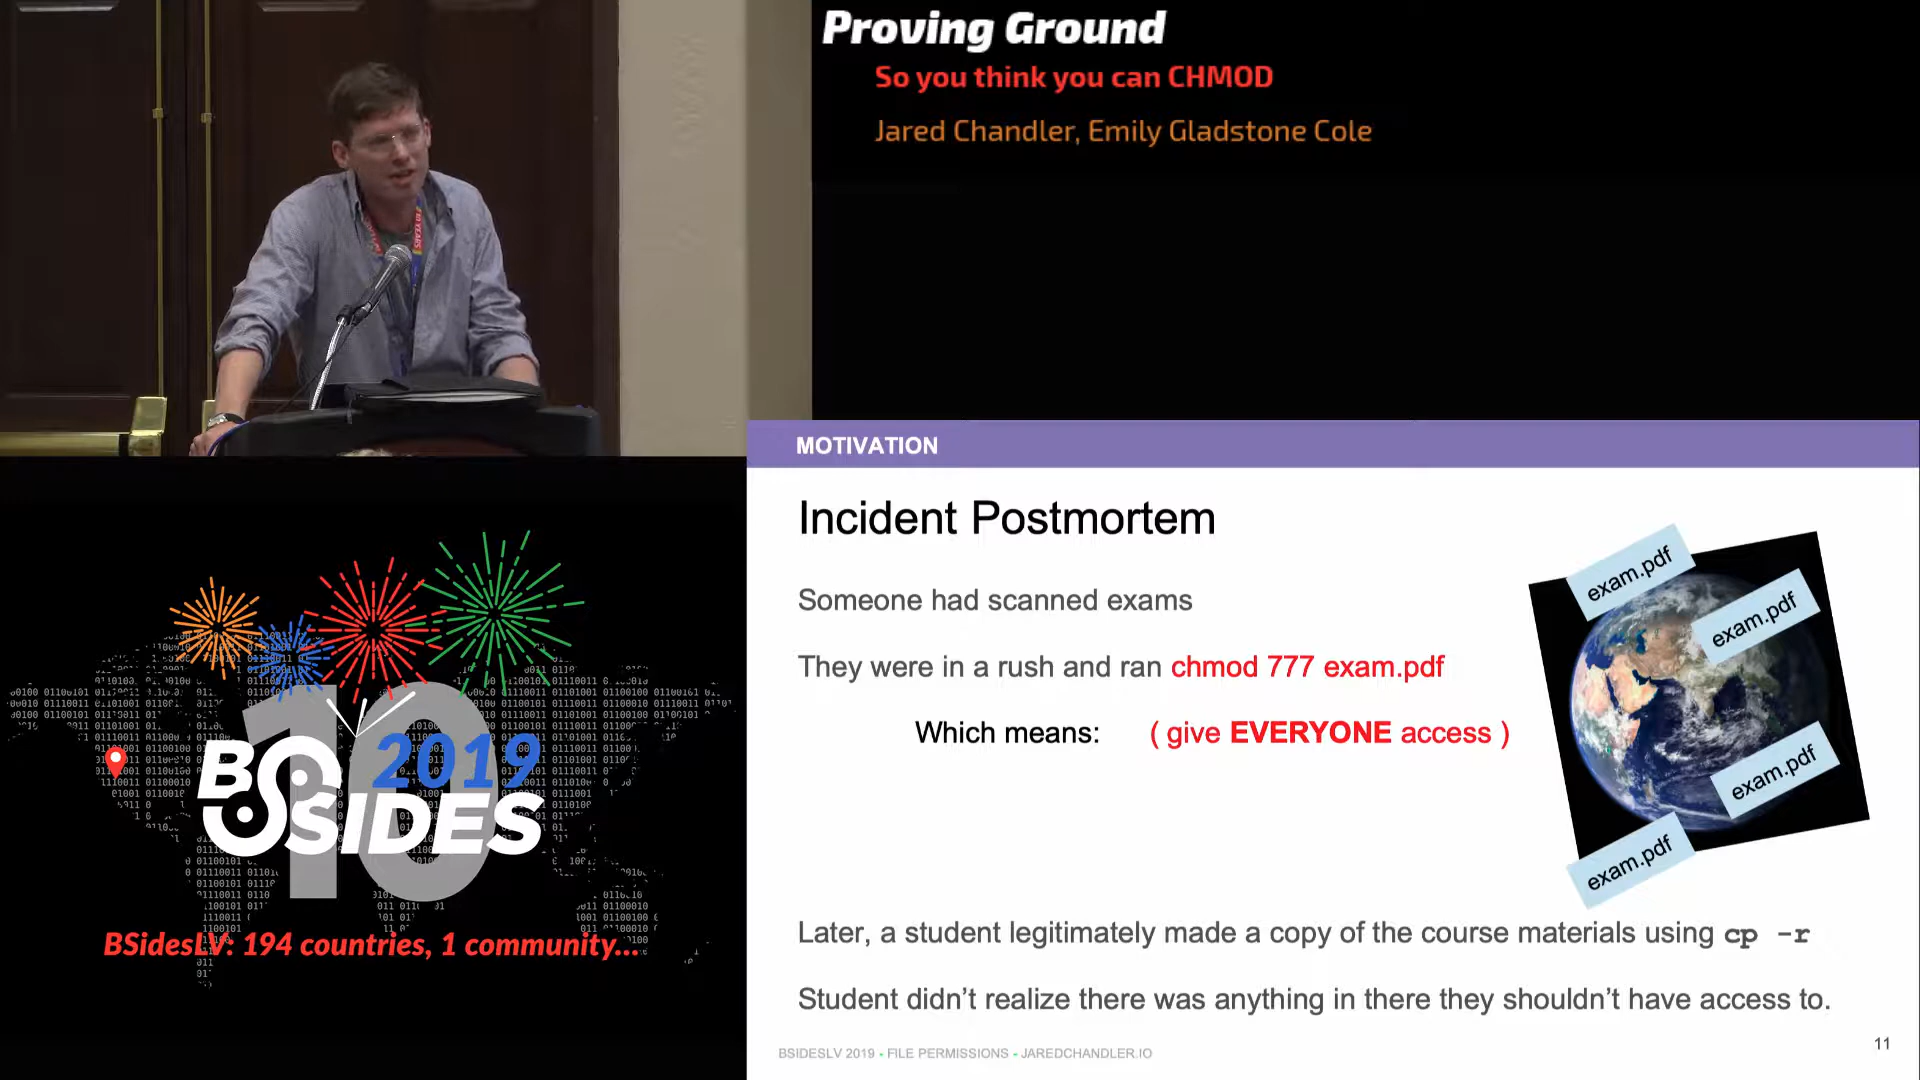 Proving Ground
So you think you can CHMOD
Jared Chandler, Emily Gladstone Cole
MOTIVATION
Incident Postmortem
Someone had scanned exams
They were in a rush and ran chmod 777 exam.pdf
Which means: ( give EVERYONE access )
exam.pdf
exam.pdf
exam.pdf
exam.pdf
Later, a student legitimately made a copy of the course materials using cp -r
Student didn't realize there was anything in there they shouldn't have access to.
BSIDESLV 2019 - FILE PERMISSIONS - JAREDCHANDLER.IO
11
10
2019
BSIDES
BSidesLV: 194 countries, 1 community...